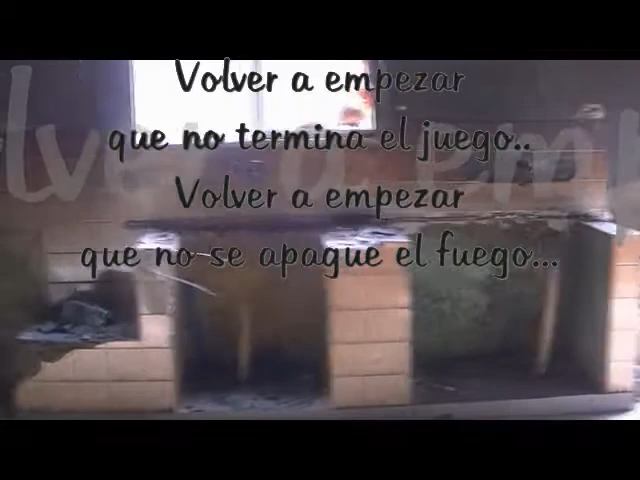 Volver a empezar
que no termina el juego..
Volver a empezar
que no se apague el fuego...